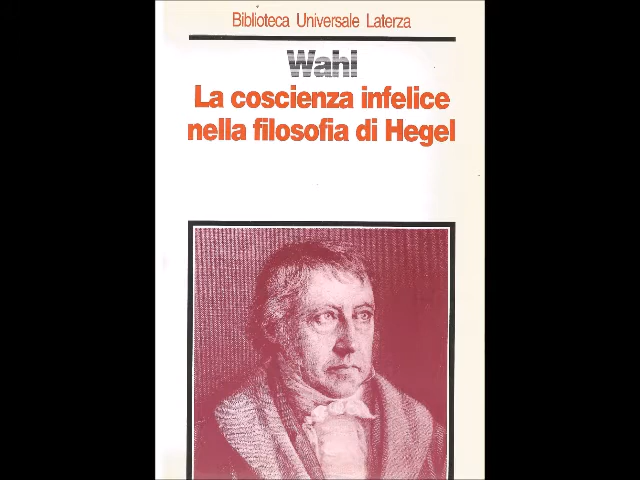 Biblioteca Universale Laterza
Wahl
La coscienza infelice
nella filosofia di Hegel